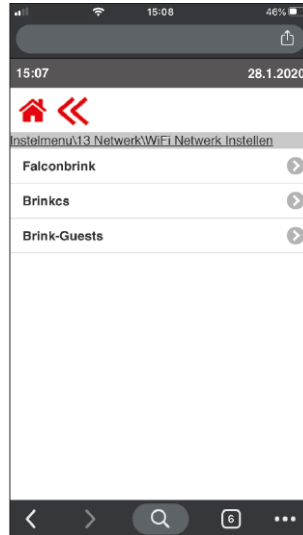 15:08
46%
15:07
28.1.2020
Instelmenu\13 Netwerk\WiFi Netwerk Instellen
Falconbrink
Brinkcs
Brink-Guests
6